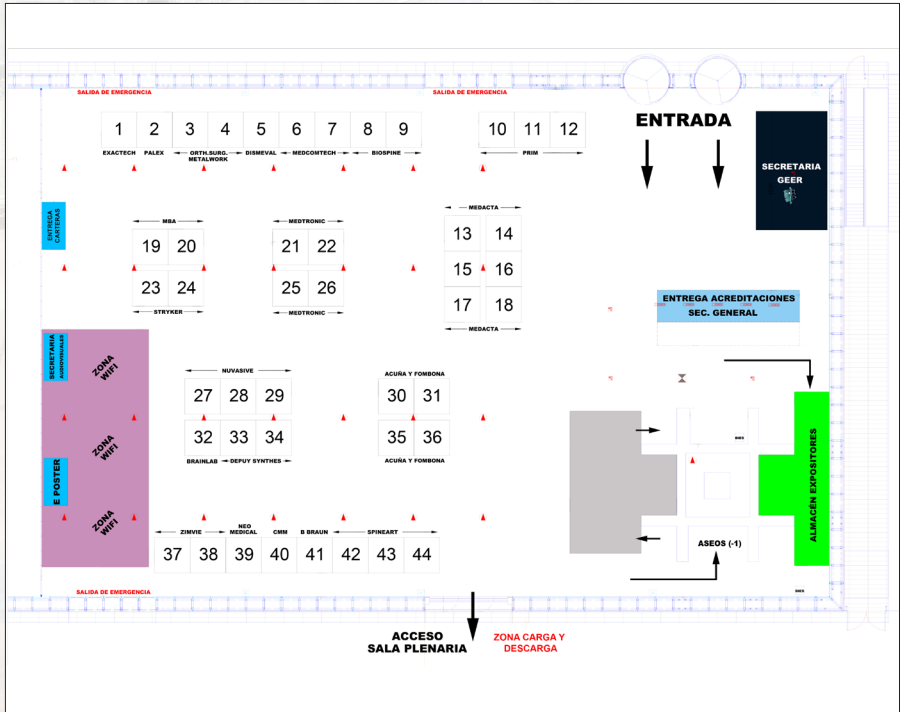 SALIDA DE EMERGENCIA
SALIDA DE EMERGENCIA
ENTRADA
1 2 3 4 5 6 7 8 9
10 11 12
EXACTECH PALEX ORTH.SURG. METALWORK DISMEVAL MEDCOMTECH BIOSPINE
PRIM
SECRETARIA
GEER
ENTREGA
CARTERAS
MBA
19 20
23 24
STRYKER
MEDTRONIC
21 22
25 26
MEDTRONIC
MEDACTA
13 14
15 16
17 18
MEDACTA
ENTREGA ACREDITACIONES
SEC. GENERAL
SECRETARIA
AUDIOVISUALES
ZONA
WIFI
ZONA
WIFI
ZONA
WIFI
E POSTER
NUVASIVE
27 28 29
32 33 34
BRAINLAB DEPUY SYNTHES
ACUÑA Y FOMBONA
30 31
35 36
ACUÑA Y FOMBONA
ALMACÉN EXPOSITORES
ASEOS (-1)
ZIMVIE NEO MEDICAL CMM B BRAUN SPINEART
37 38 39 40 41 42 43 44
SALIDA DE EMERGENCIA
ACCESO
SALA PLENARIA
ZONA CARGA Y
DESCARGA